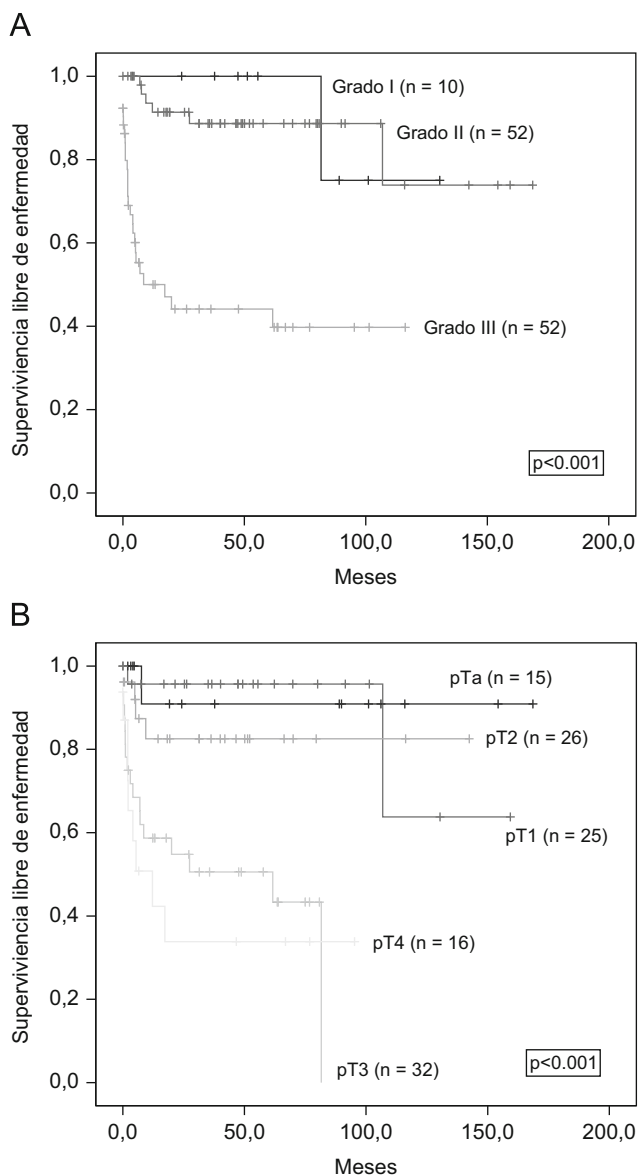 A
Supervivencia libre de enfermedad
1,0
0,8
0,6
0,4
0,2
0,0
Grado I (n = 10)
Grado II (n = 52)
Grado III (n = 52)
p<0.001
0,0 50,0 100,0 150,0 200,0
Meses
B
Supervivencia libre de enfermedad
1,0
0,8
0,6
0,4
0,2
0,0
pTa (n = 15)
pT2 (n = 26)
pT1 (n = 25)
pT4 (n = 16)
pT3 (n = 32)
p<0.001
0,0 50,0 100,0 150,0 200,0
Meses